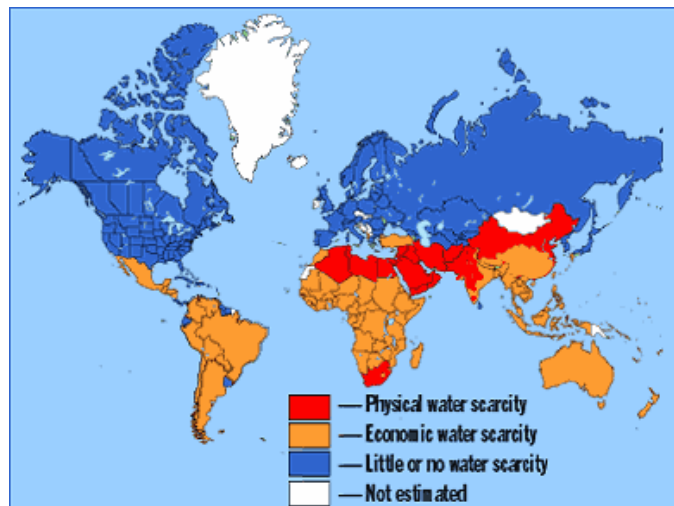 — Physical water scarcity
— Economic water scarcity
— Little or no water scarcity
— Not estimated